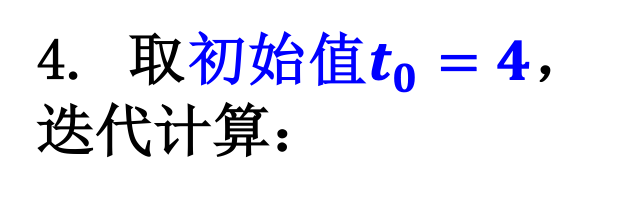 4. 取初始值t₀ = 4，
迭代计算：